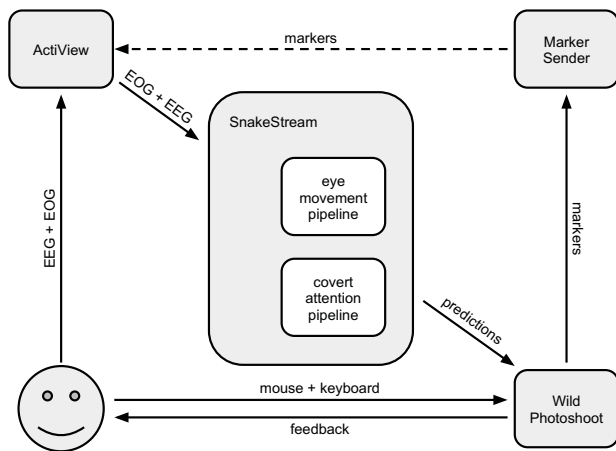 markers
ActiView
Marker
Sender
EOG + EEG
SnakeStream
eye
movement
pipeline
EEG + EOG
markers
covert
attention
pipeline
predictions
mouse + keyboard
Wild
Photoshoot
feedback